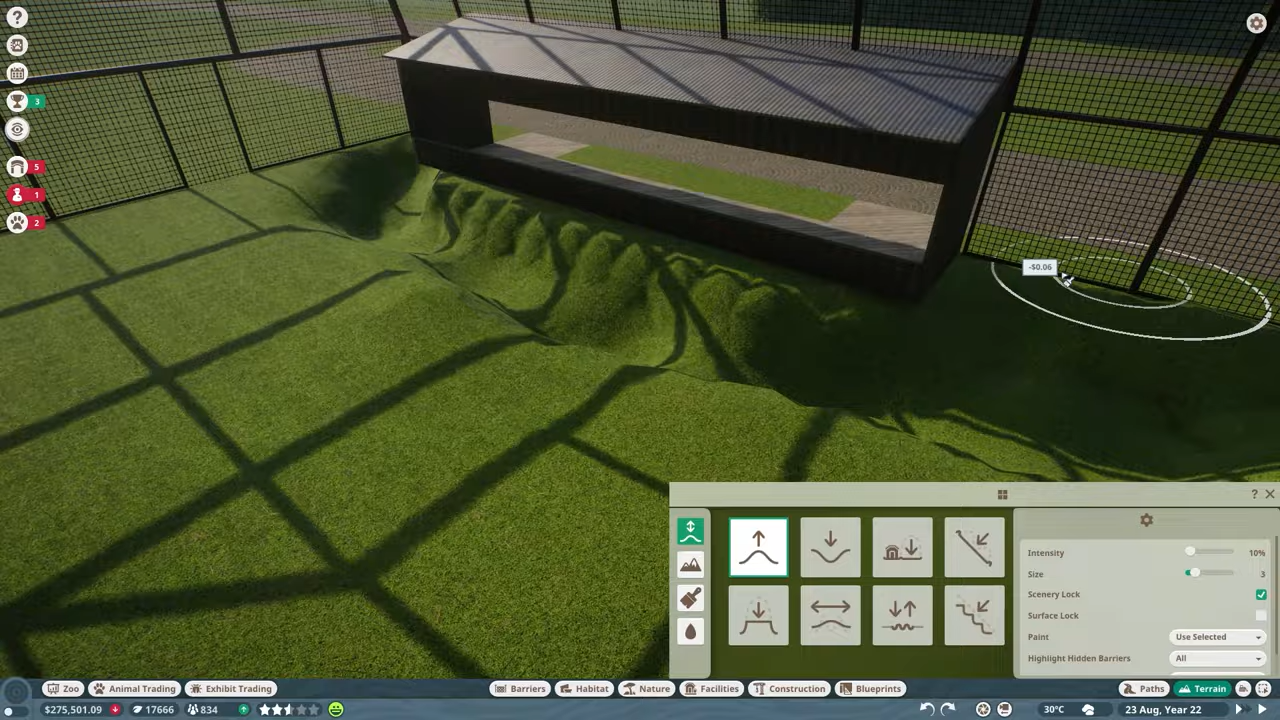 ?
3
5
1
2
-$0.06
?
Intensity
10%
Size
3
Scenery Lock
Surface Lock
Paint
Use Selected
Highlight Hidden Barriers
All
Zoo
Animal Trading
Exhibit Trading
Barriers
Habitat
Nature
Facilities
Construction
Blueprints
Paths
Terrain
$275,501.09
17666
834
30°C
23 Aug, Year 22